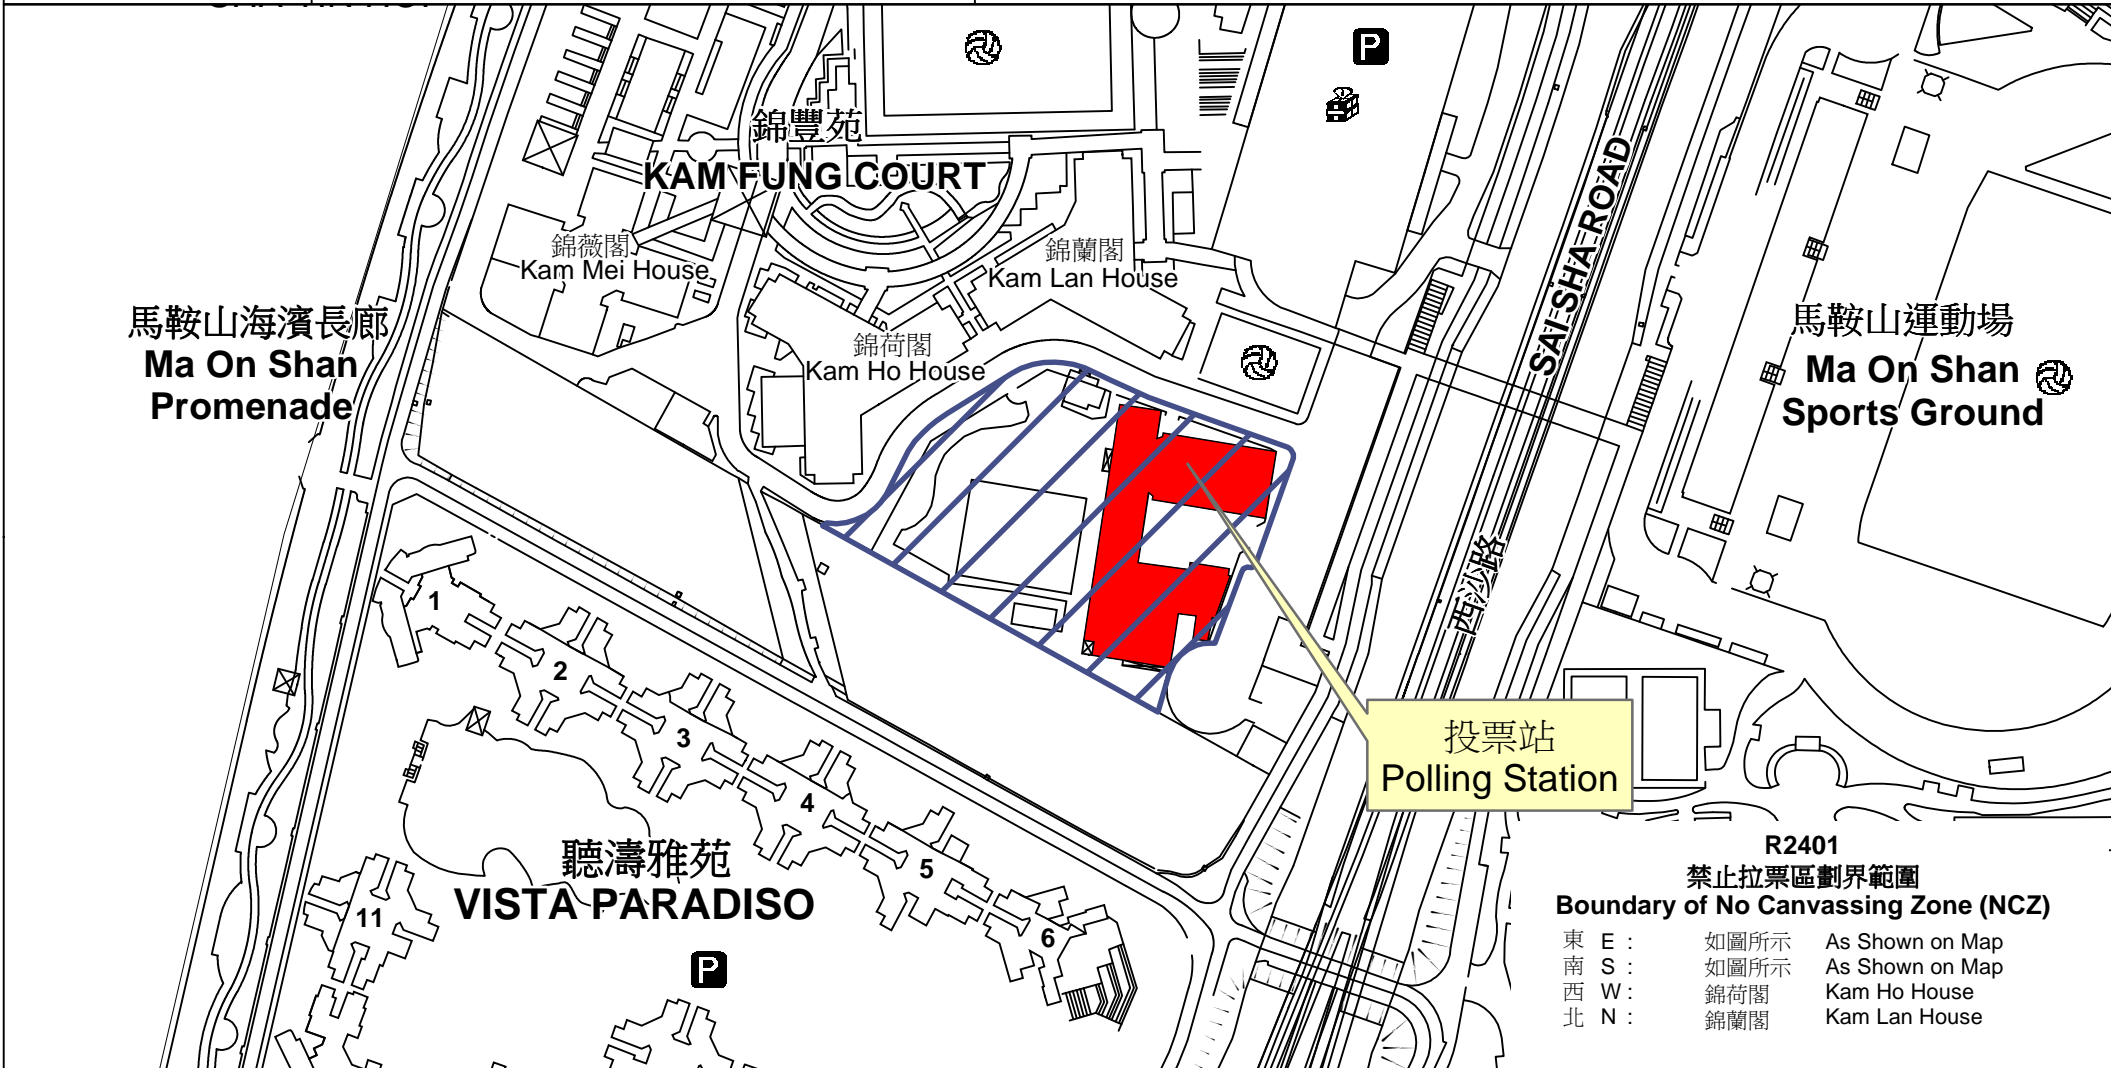 錦豐苑
KAM FUNG COURT
錦薇閣
Kam Mei House
錦蘭閣
Kam Lan House
錦荷閣
Kam Ho House
馬鞍山海濱長廊
Ma On Shan
Promenade
SAI SHA ROAD
西沙路
馬鞍山運動場
Ma On Shan
Sports Ground
P
投票站
Polling Station
1
2
3
4
5
6
11
聽濤雅苑
VISTA PARADISO
P
R2401
禁止拉票區劃界範圍
Boundary of No Canvassing Zone (NCZ)
東 E : 如圖所示 As Shown on Map
南 S : 如圖所示 As Shown on Map
西 W : 錦荷閣 Kam Ho House
北 N : 錦蘭閣 Kam Lan House